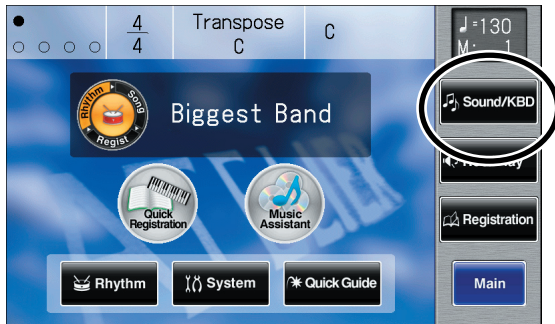 4
4
Transpose
C
C
♩=130
M: 1
Rhythm
Song
Regist
Biggest Band
Sound/KBD
Quick
Registration
Music
Assistant
Registration
Rhythm
System
Quick Guide
Main